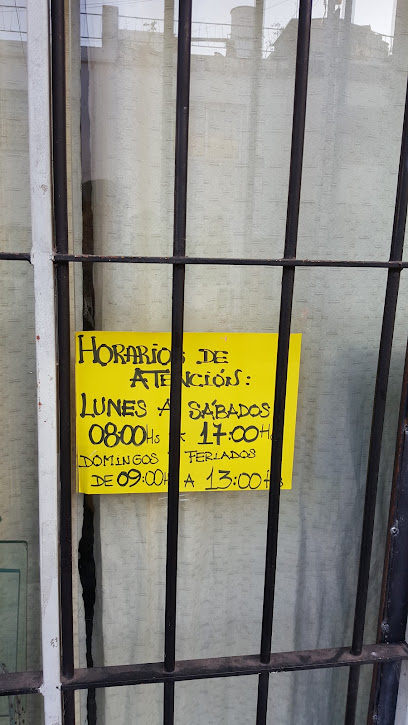 HORARIOS DE
ATENCIÓN:
LUNES A SÁBADOS
08:00Hs A 17:00Hs
DOMINGOS Y FERIADOS
DE 09:00Hs A 13:00Hs